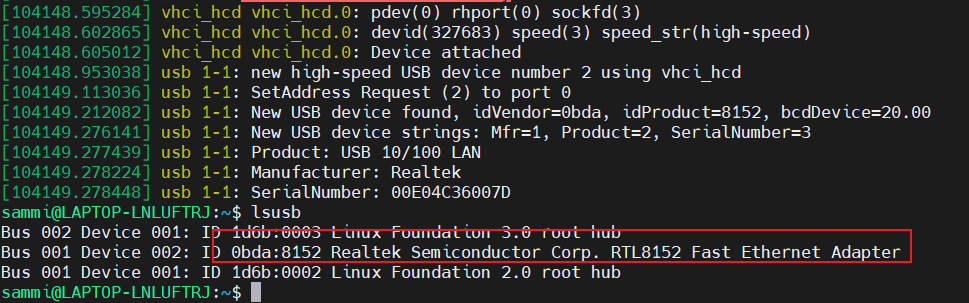 [104148.595284] vhci_hcd vhci_hcd.0: pdev(0) rhport(0) sockfd(3)
[104148.602865] vhci_hcd vhci_hcd.0: devid(327683) speed(3) speed_str(high-speed)
[104148.605012] vhci_hcd vhci_hcd.0: Device attached
[104148.953038] usb 1-1: new high-speed USB device number 2 using vhci_hcd
[104149.113036] usb 1-1: SetAddress Request (2) to port 0
[104149.212082] usb 1-1: New USB device found, idVendor=0bda, idProduct=8152, bcdDevice=20.00
[104149.276141] usb 1-1: New USB device strings: Mfr=1, Product=2, SerialNumber=3
[104149.277439] usb 1-1: Product: USB 10/100 LAN
[104149.278224] usb 1-1: Manufacturer: Realtek
[104149.278448] usb 1-1: SerialNumber: 00E04C36007D
sammi@LAPTOP-LNLUFTRJ:~$ lsusb
Bus 002 Device 001: ID 1d6b:0003 Linux Foundation 3.0 root hub
Bus 001 Device 002: ID 0bda:8152 Realtek Semiconductor Corp. RTL8152 Fast Ethernet Adapter
Bus 001 Device 001: ID 1d6b:0002 Linux Foundation 2.0 root hub
sammi@LAPTOP-LNLUFTRJ:~$